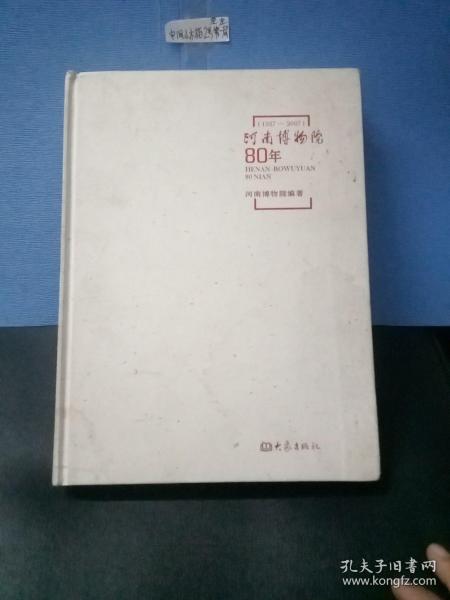 (1927—2007)
河南博物院
80年
HENAN BOWUYUAN
80 NIAN
河南博物院编著
大象出版社
孔夫子旧书网
www.kongfz.com